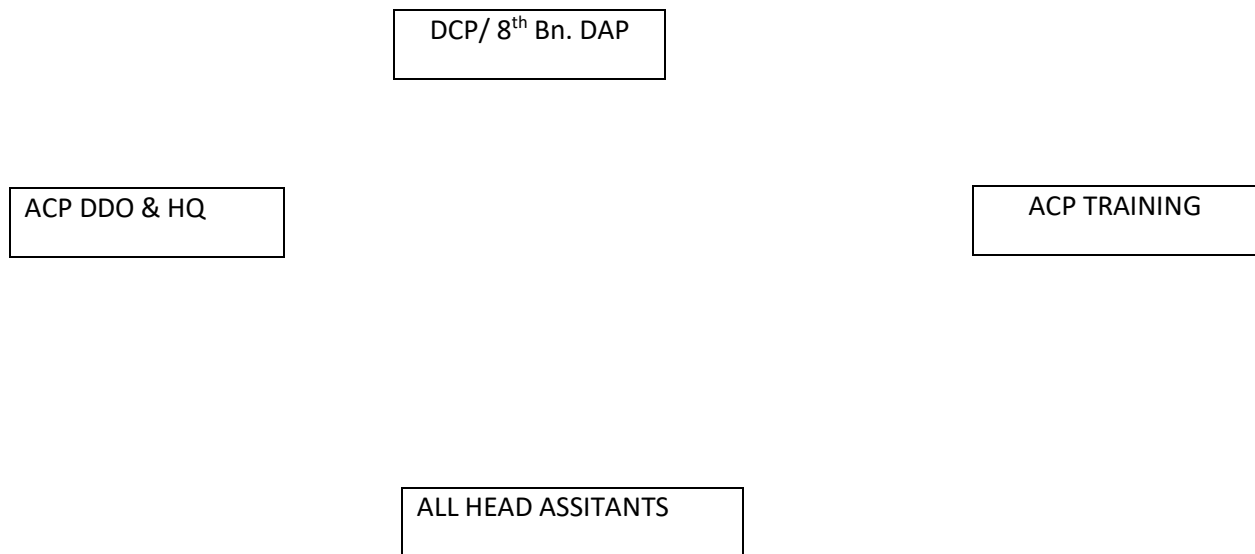 DCP/ 8th Bn. DAP
ACP DDO & HQ
ACP TRAINING
ALL HEAD ASSITANTS